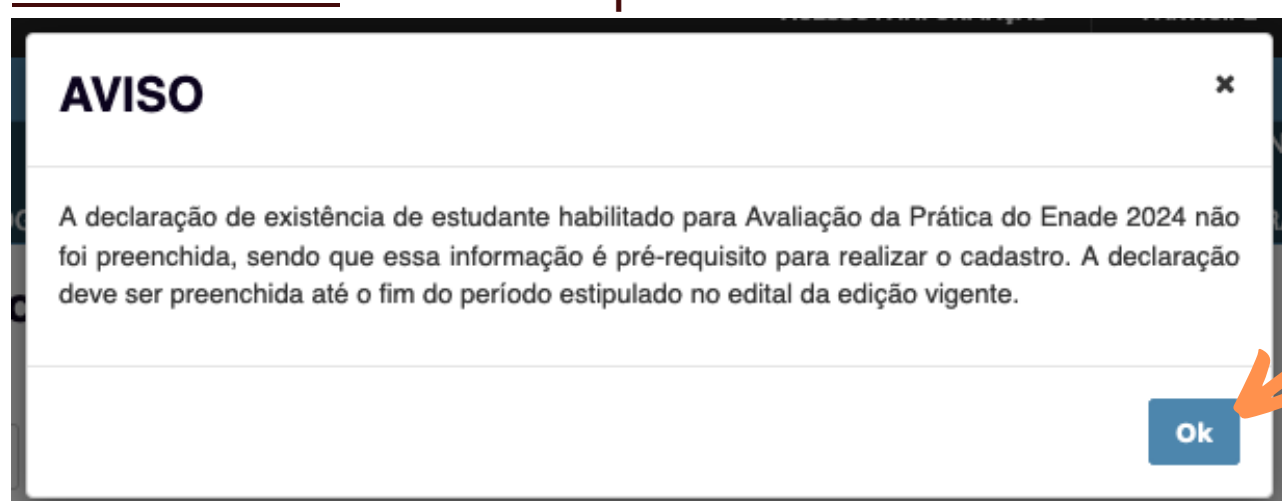 AVISO
×
A declaração de existência de estudante habilitado para Avaliação da Prática do Enade 2024 não
foi preenchida, sendo que essa informação é pré-requisito para realizar o cadastro. A declaração
deve ser preenchida até o fim do período estipulado no edital da edição vigente.
Ok